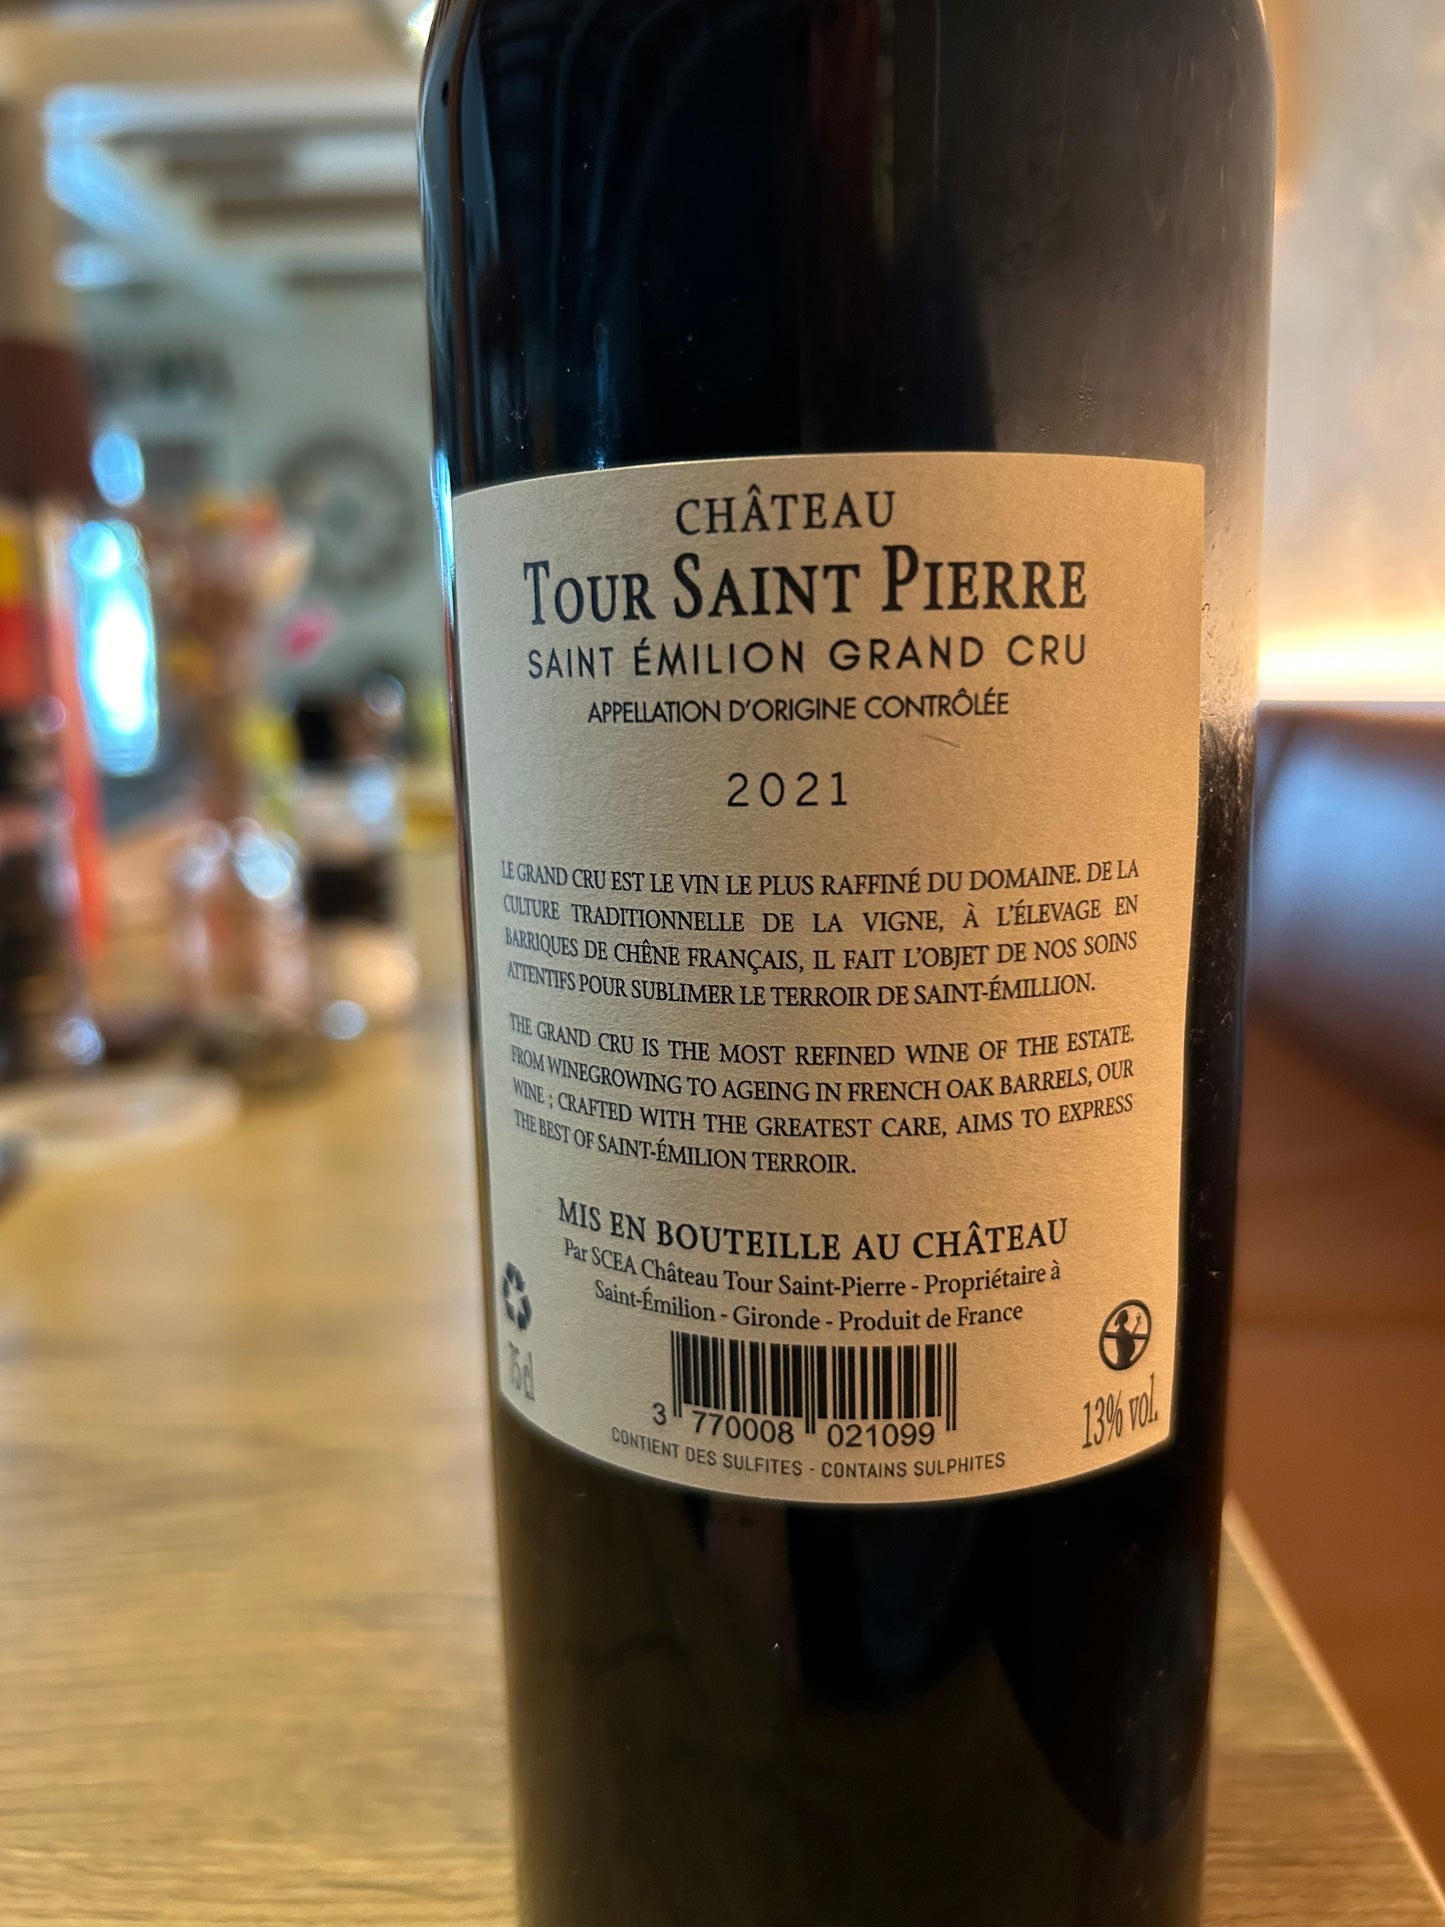 CHÂTEAU
TOUR SAINT PIERRE
SAINT ÉMILION GRAND CRU
APPELLATION D'ORIGINE CONTRÔLÉE
2021
LE GRAND CRU EST LE VIN LE PLUS RAFFINÉ DU DOMAINE. DE LA
CULTURE TRADITIONNELLE DE LA VIGNE, À L'ÉLEVAGE EN
BARRIQUES DE CHÊNE FRANÇAIS, IL FAIT L'OBJET DE NOS SOINS
ATTENTIFS POUR SUBLIMER LE TERROIR DE SAINT-ÉMILLION.
THE GRAND CRU IS THE MOST REFINED WINE OF THE ESTATE.
FROM WINEGROWING TO AGEING IN FRENCH OAK BARRELS, OUR
WINE ; CRAFTED WITH THE GREATEST CARE, AIMS TO EXPRESS
THE BEST OF SAINT-ÉMILION TERROIR.
MIS EN BOUTEILLE AU CHÂTEAU
Par SCEA Château Tour Saint-Pierre - Propriétaire à
Saint-Émilion - Gironde - Produit de France
75 cl
13% vol.
3 770008 021099
CONTIENT DES SULFITES - CONTAINS SULPHITES